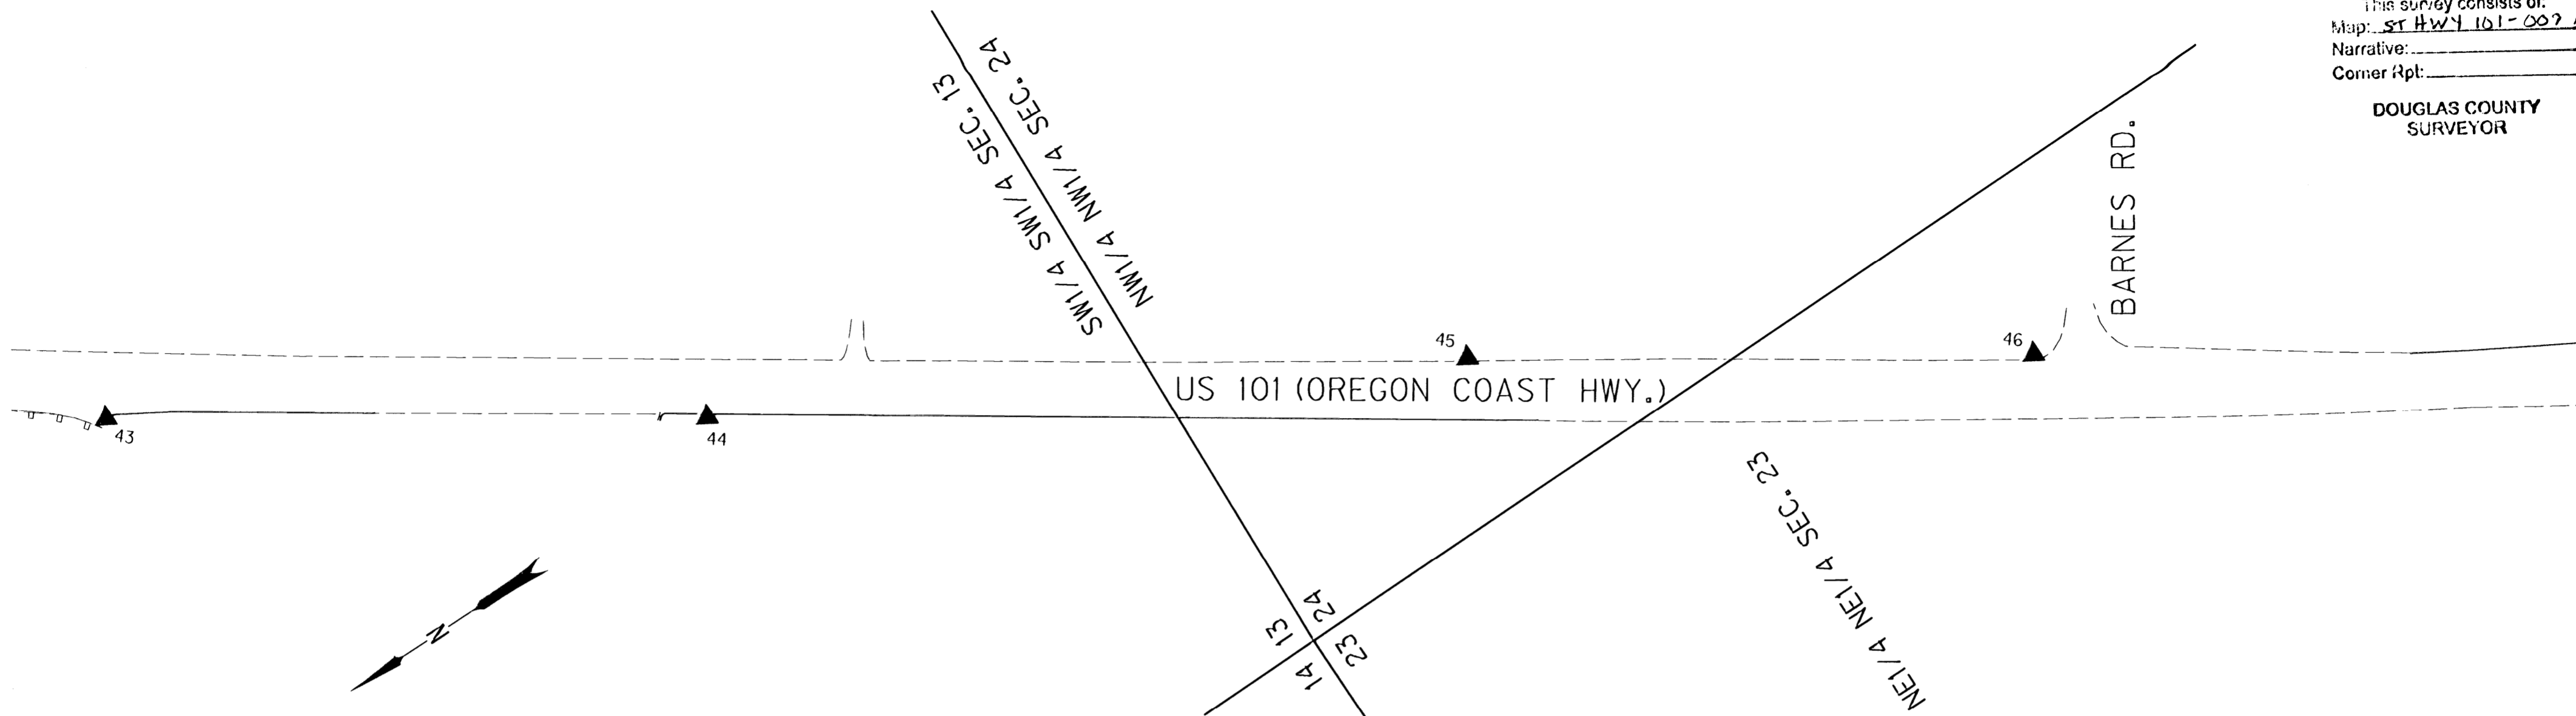 This survey consists of:
Map: ST HWY 101-007
Narrative:
Corner Rpt:
DOUGLAS COUNTY
SURVEYOR
SW1/4 SW1/4 SEC. 13
NW1/4 NW1/4 SEC. 24
BARNES RD.
45
46
US 101 (OREGON COAST HWY.)
43
44
NE1/4 NE1/4 SEC. 23
N
13
24
14
23